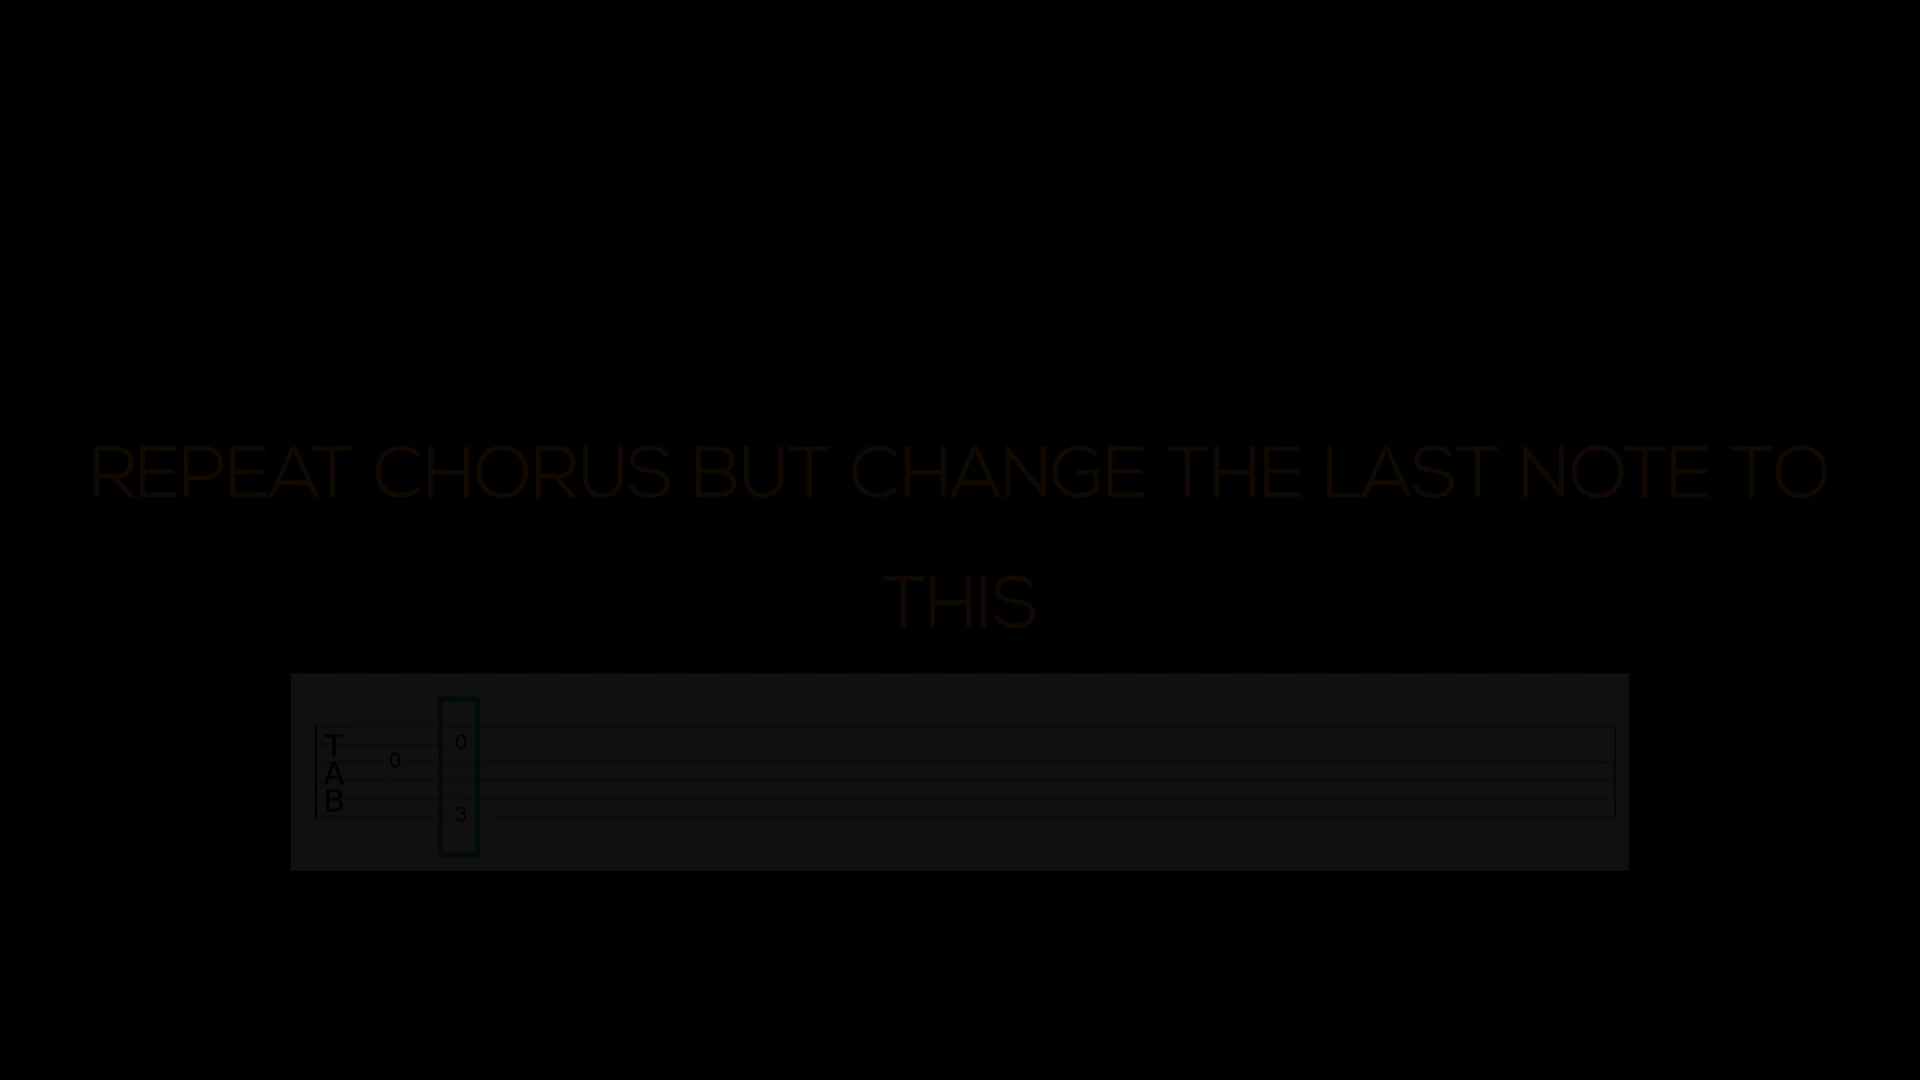 REPEAT CHORUS BUT CHANGE THE LAST NOTE TO
THIS
T
A
B
0
0
3